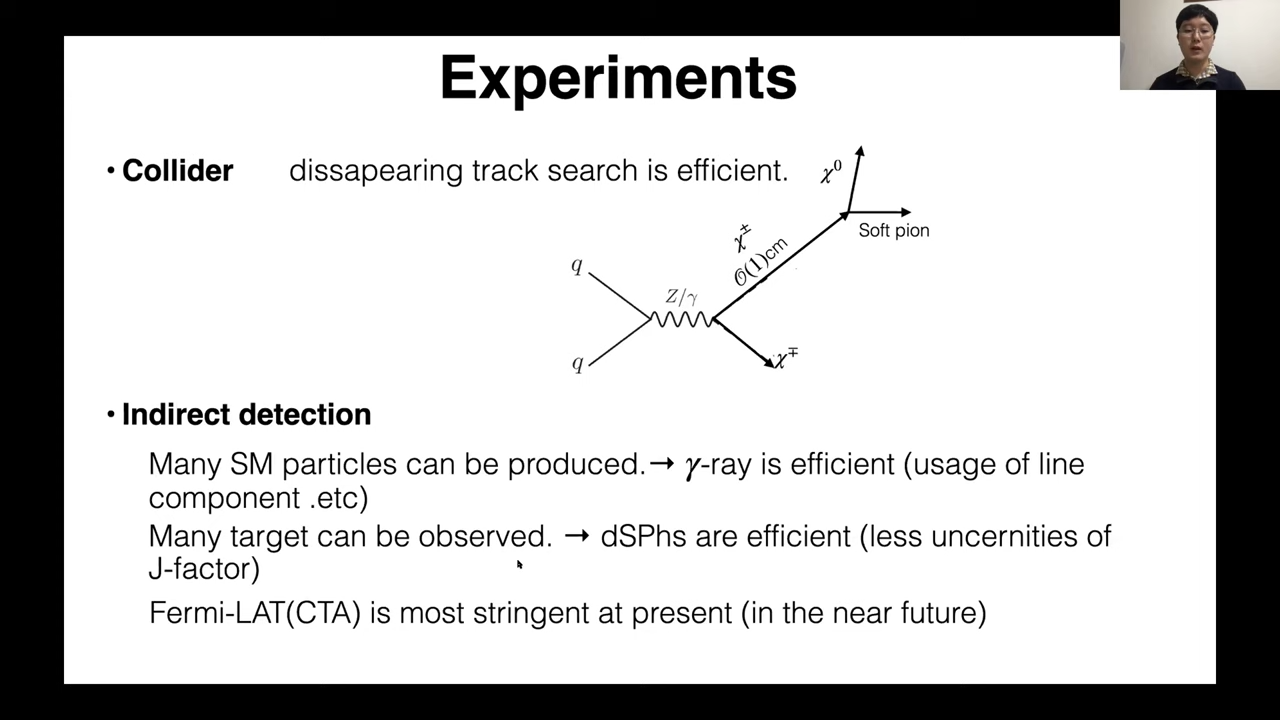 Experiments
• Collider dissapearing track search is efficient.
χ⁰
Soft pion
χ±
𝒪(1)cm
q
Z/γ
q
χ∓
• Indirect detection
Many SM particles can be produced.→ γ-ray is efficient (usage of line
component .etc)
Many target can be observed. → dSPhs are efficient (less uncernities of
J-factor)
Fermi-LAT(CTA) is most stringent at present (in the near future)